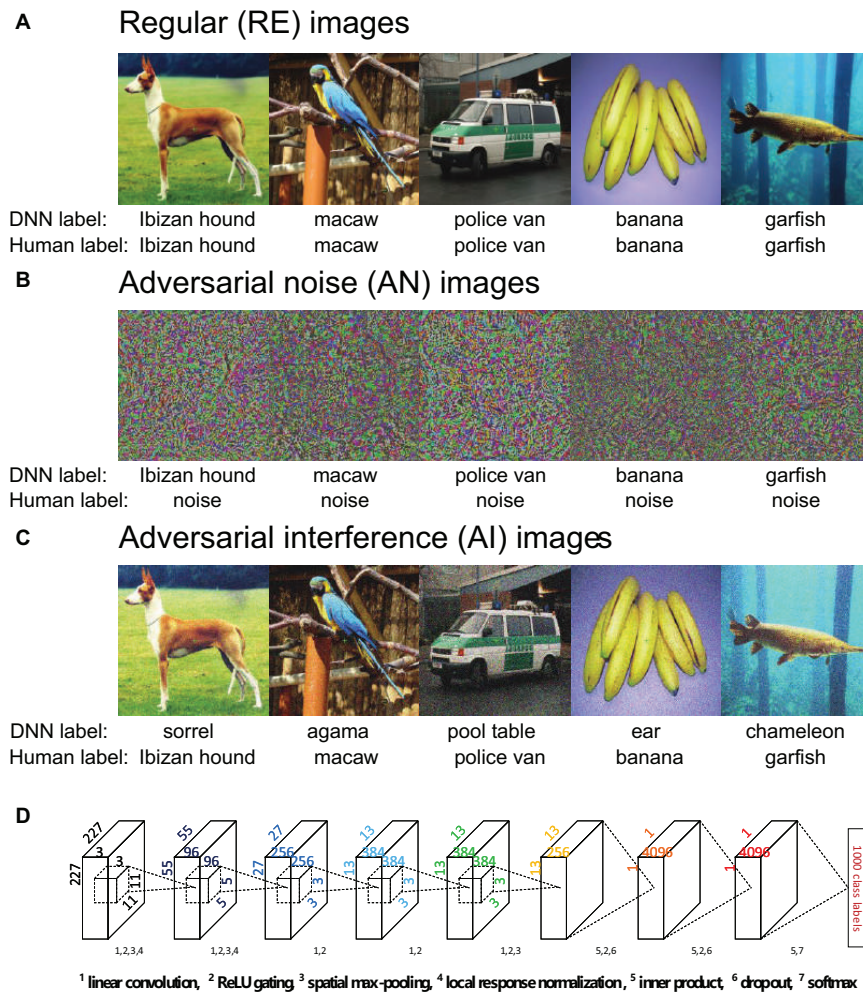 A Regular (RE) images
DNN label: Ibizan hound macaw police van banana garfish
Human label: Ibizan hound macaw police van banana garfish
B Adversarial noise (AN) images
DNN label: Ibizan hound macaw police van banana garfish
Human label: noise noise noise noise noise
C Adversarial interference (AI) images
DNN label: sorrel agama pool table ear chameleon
Human label: Ibizan hound macaw police van banana garfish
D
227 55 27 13 13 13 1 1
3 96 256 384 384 256 4096 4096
3 96 256 384 384
227 55 27 13 13 13 1 1
11 5 3 3 3
11 5 3 3 3
1000 class labels
1,2,3,4 1,2,3,4 1,2 1,2 1,2,3 5,2,6 5,2,6 5,7
1 linear convolution, 2 ReLU gating, 3 spatial max-pooling, 4 local response normalization, 5 inner product, 6 dropout, 7 softmax